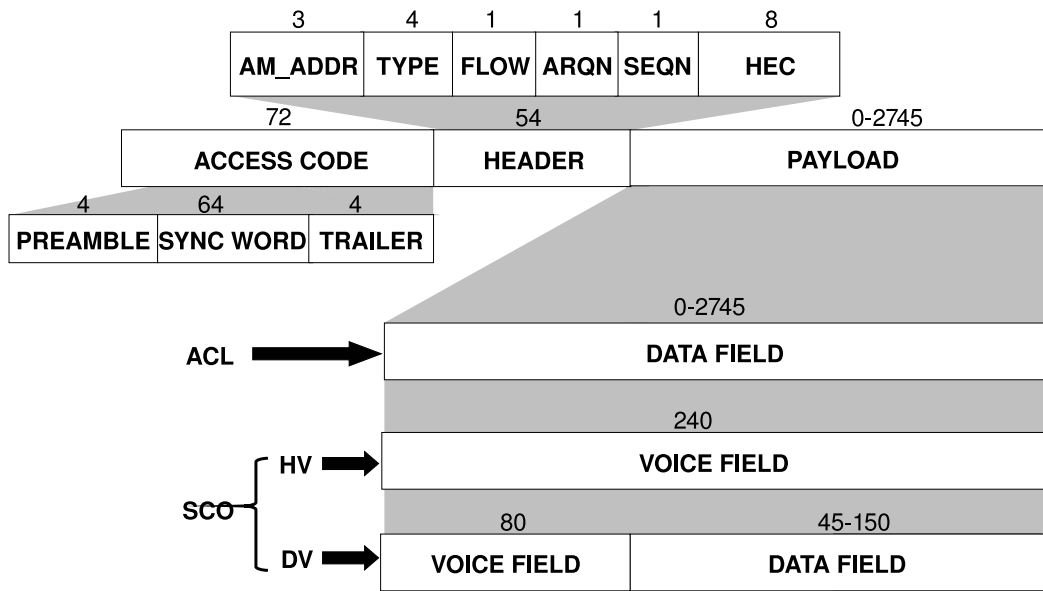 3 4 1 1 1 8
AM_ADDR TYPE FLOW ARQN SEQN HEC
72 54 0-2745
ACCESS CODE HEADER PAYLOAD
4 64 4
PREAMBLE SYNC WORD TRAILER
0-2745
ACL DATA FIELD
240
HV VOICE FIELD
SCO
80 45-150
DV VOICE FIELD DATA FIELD